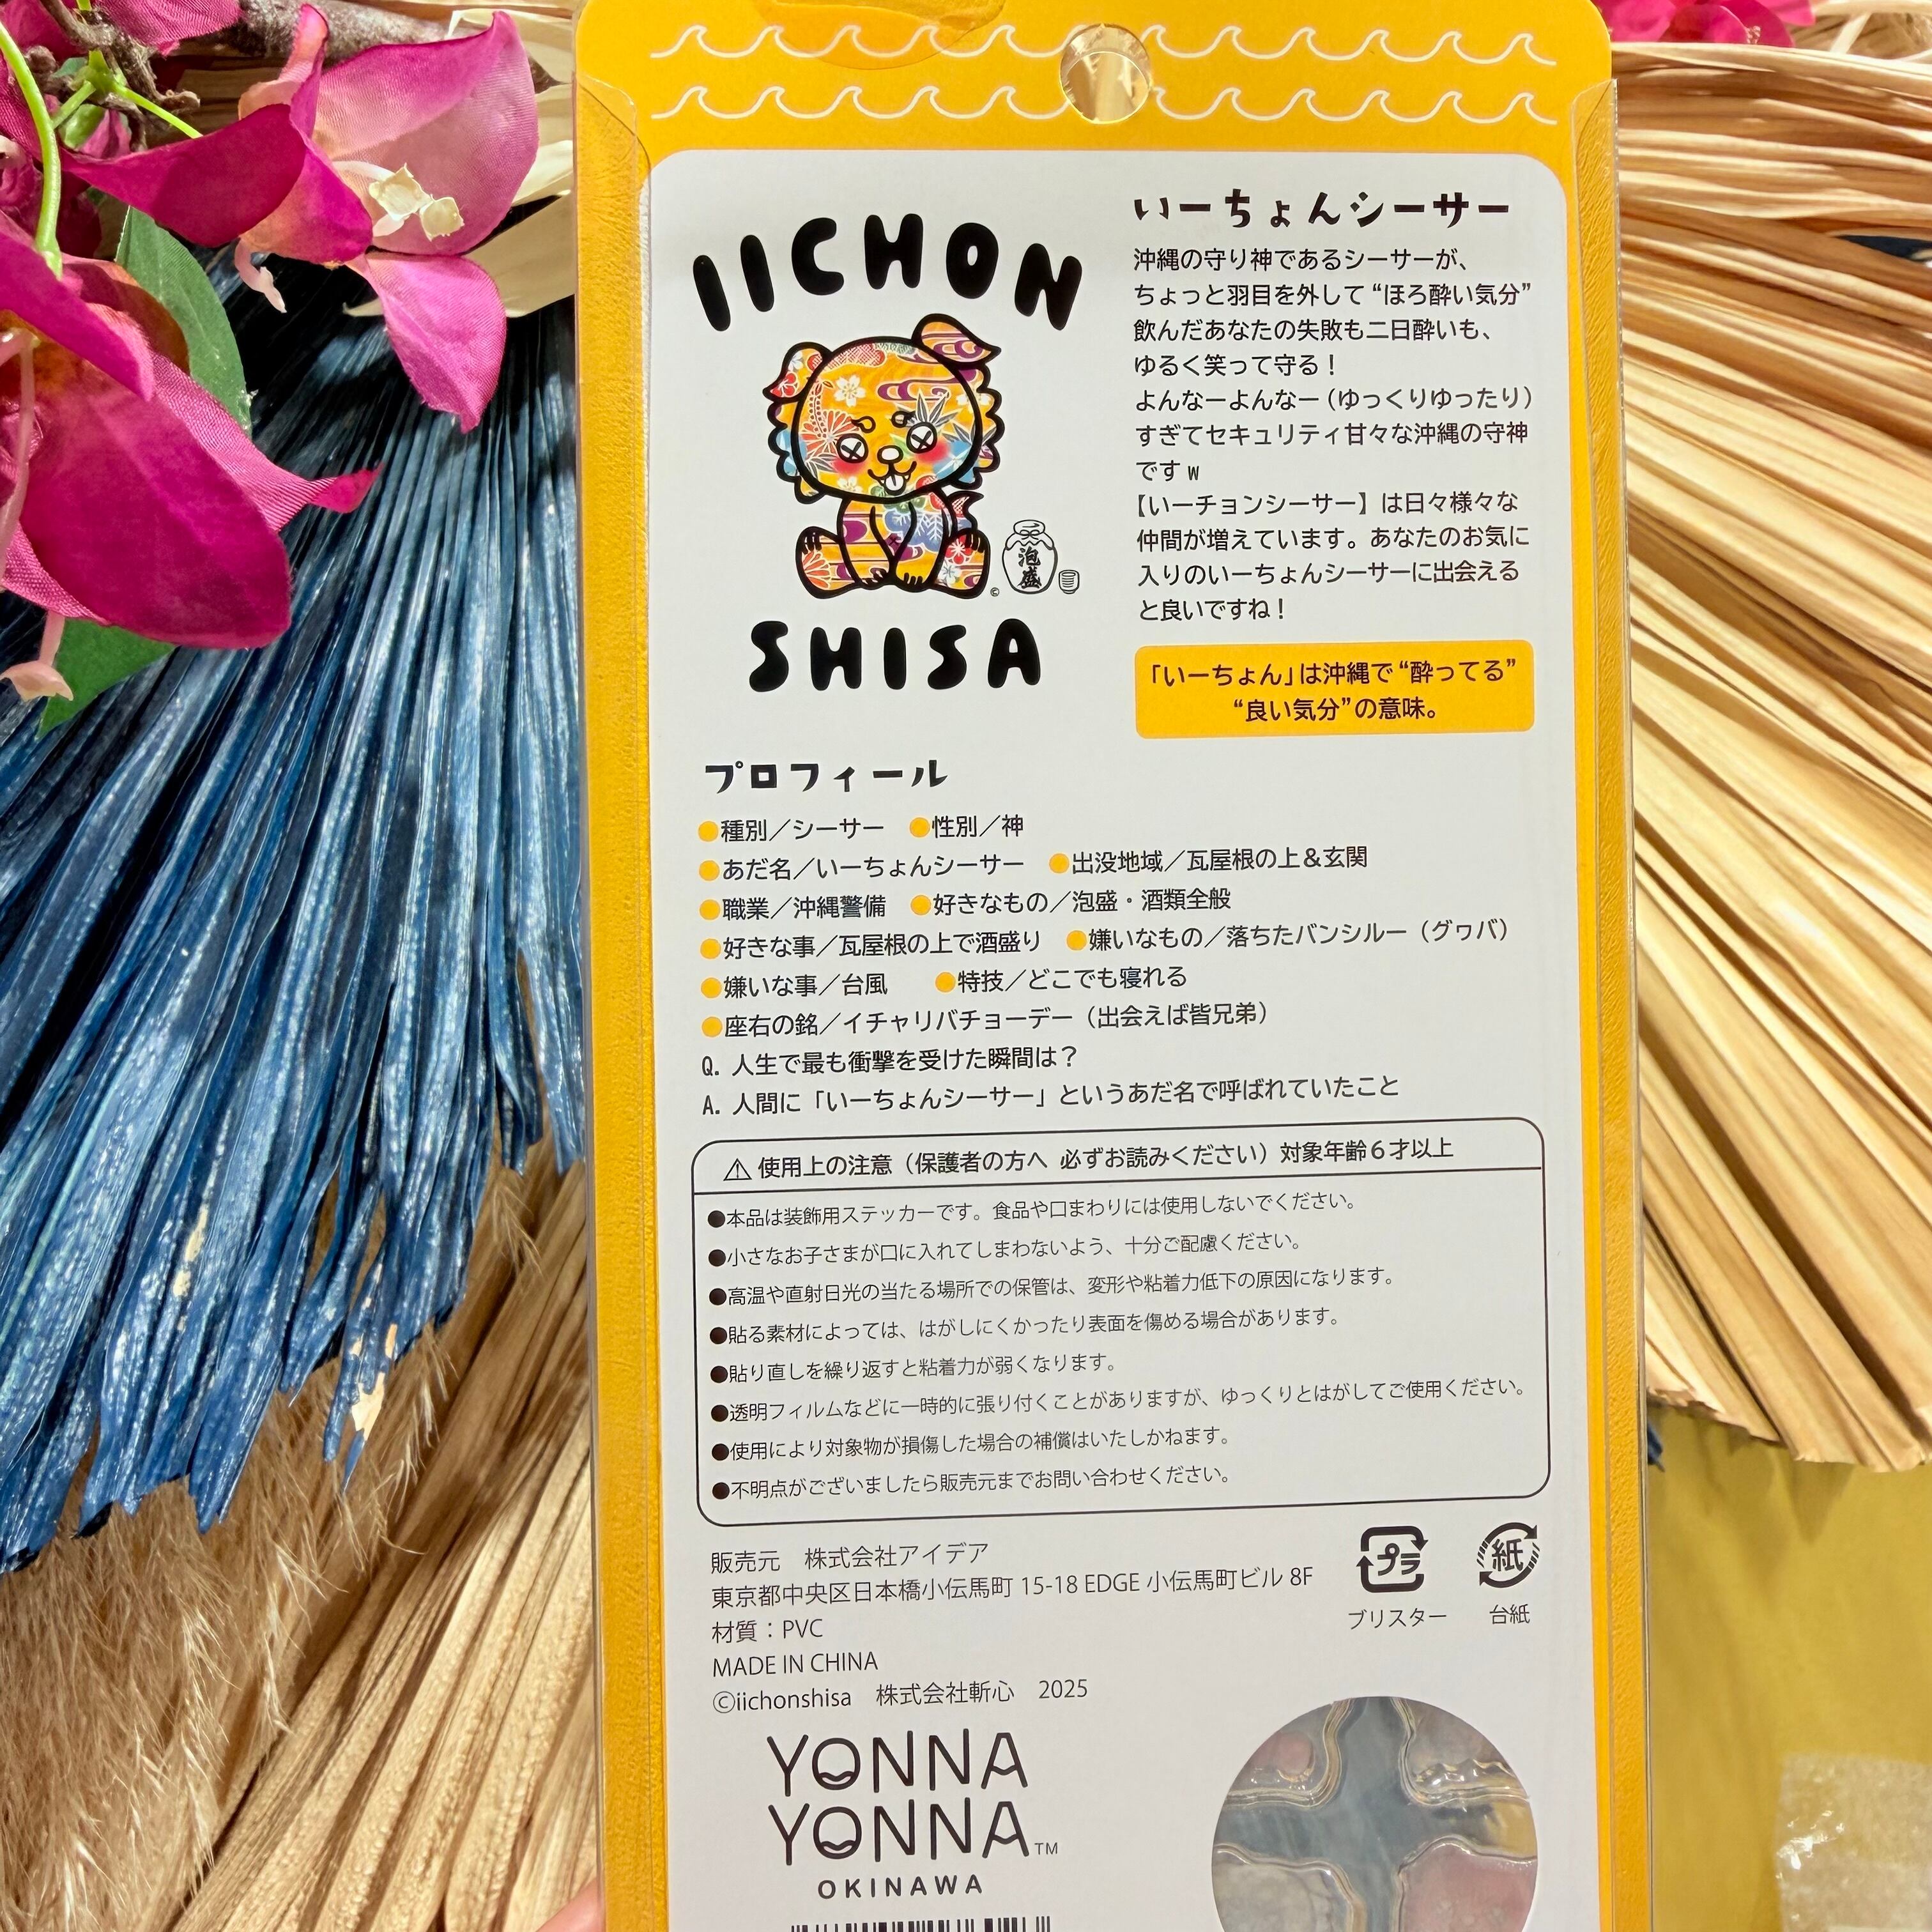 IICHON
泡盛
SHISA
いーちょんシーサー
沖縄の守り神であるシーサーが、
ちょっと羽目を外して“ほろ酔い気分”
飲んだあなたの失敗も二日酔いも、
ゆるく笑って守る！
よんなーよんなー（ゆっくりゆったり）
すぎてセキュリティ甘々な沖縄の守神
ですw
【いーチョンシーサー】は日々様々な
仲間が増えています。あなたのお気に
入りのいーちょんシーサーに出会える
と良いですね！
「いーちょん」は沖縄で“酔ってる”
“良い気分”の意味。
プロフィール
●種別／シーサー ●性別／神
●あだ名／いーちょんシーサー ●出没地域／瓦屋根の上＆玄関
●職業／沖縄警備 ●好きなもの／泡盛・酒類全般
●好きな事／瓦屋根の上で酒盛り ●嫌いなもの／落ちたバンシルー（グヮバ）
●嫌いな事／台風 ●特技／どこでも寝れる
●座右の銘／イチャリバチョーデー（出会えば皆兄弟）
Q. 人生で最も衝撃を受けた瞬間は？
A. 人間に「いーちょんシーサー」というあだ名で呼ばれていたこと
⚠ 使用上の注意（保護者の方へ 必ずお読みください）対象年齢６才以上
●本品は装飾用ステッカーです。食品や口まわりには使用しないでください。
●小さなお子さまが口に入れてしまわないよう、十分ご配慮ください。
●高温や直射日光の当たる場所での保管は、変形や粘着力低下の原因になります。
●貼る素材によっては、はがしにくかったり表面を傷める場合があります。
●貼り直しを繰り返すと粘着力が弱くなります。
●透明フィルムなどに一時的に張り付くことがありますが、ゆっくりとはがしてご使用ください。
●使用により対象物が損傷した場合の補償はいたしかねます。
●不明点がございましたら販売元までお問い合わせください。
販売元 株式会社アイデア
東京都中央区日本橋小伝馬町 15-18 EDGE 小伝馬町ビル 8F
材質：PVC
MADE IN CHINA
©iichonshisa 株式会社斬心 2025
プラ
ブリスター
紙
台紙
YONNA
YONNA™
OKINAWA